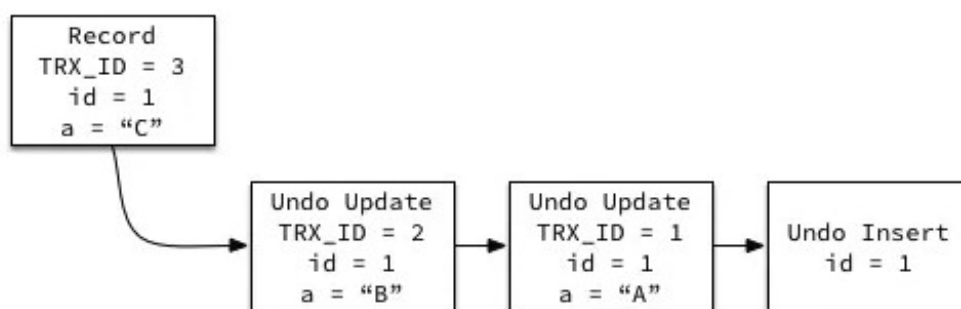 Record
TRX_ID = 3
id = 1
a = “C”
Undo Update
TRX_ID = 2
id = 1
a = “B”
Undo Update
TRX_ID = 1
id = 1
a = “A”
Undo Insert
id = 1